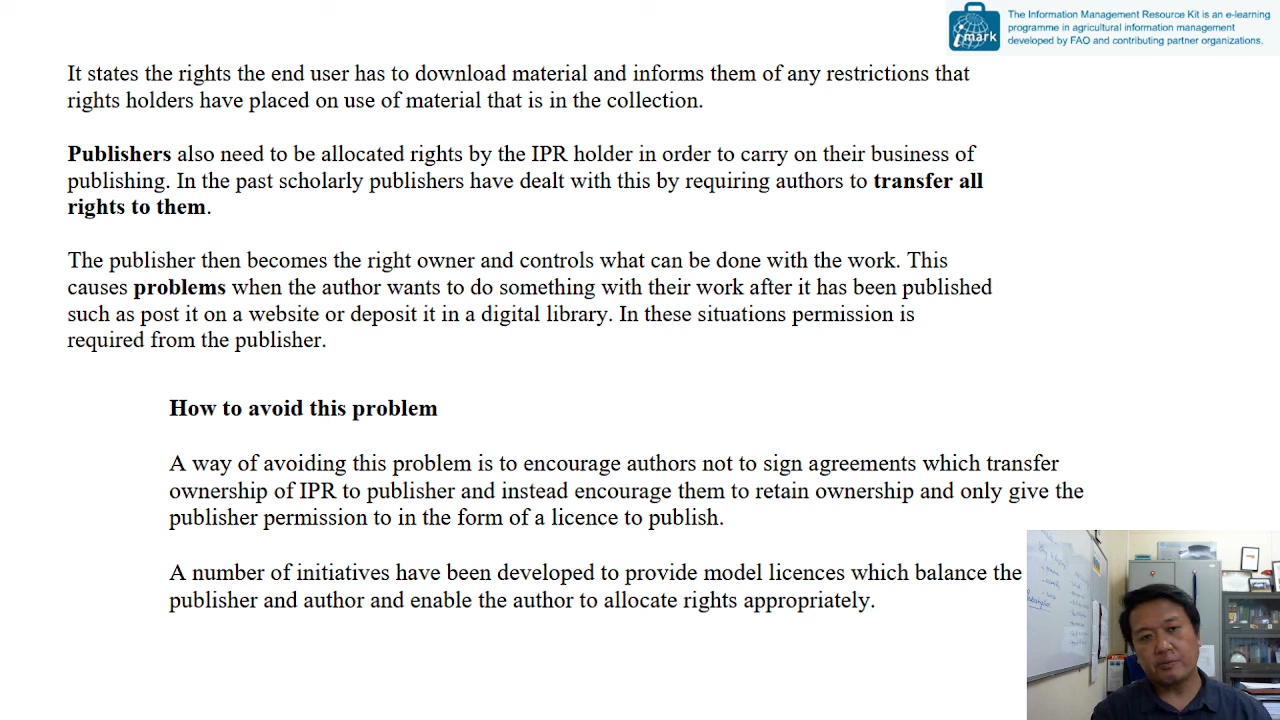 The Information Management Resource Kit is an e-learning
programme in agricultural information management
developed by FAO and contributing partner organizations.
imark
It states the rights the end user has to download material and informs them of any restrictions that
rights holders have placed on use of material that is in the collection.
Publishers also need to be allocated rights by the IPR holder in order to carry on their business of
publishing. In the past scholarly publishers have dealt with this by requiring authors to transfer all
rights to them.
The publisher then becomes the right owner and controls what can be done with the work. This
causes problems when the author wants to do something with their work after it has been published
such as post it on a website or deposit it in a digital library. In these situations permission is
required from the publisher.
How to avoid this problem
A way of avoiding this problem is to encourage authors not to sign agreements which transfer
ownership of IPR to publisher and instead encourage them to retain ownership and only give the
publisher permission to in the form of a licence to publish.
A number of initiatives have been developed to provide model licences which balance the
publisher and author and enable the author to allocate rights appropriately.